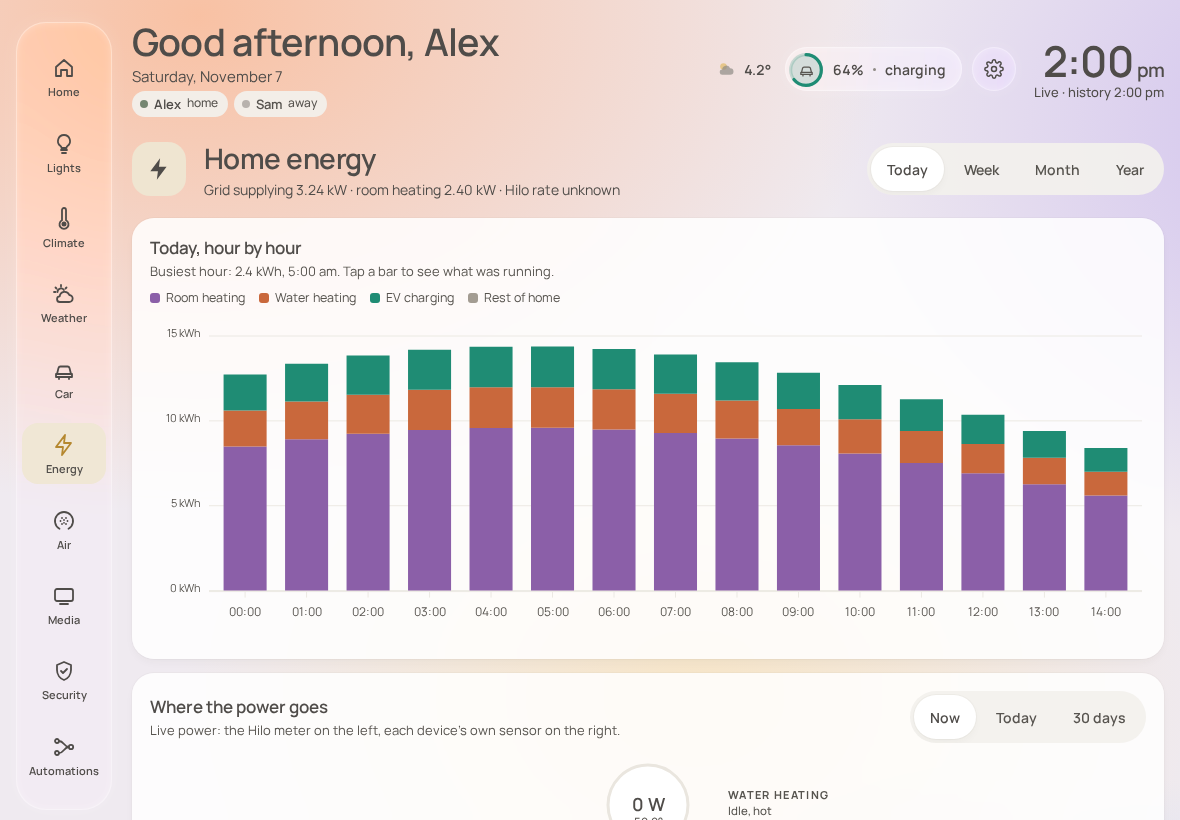 Good afternoon, Alex
Saturday, November 7
Alex home
Sam away
4.2°
64% • charging
2:00 pm
Live · history 2:00 pm
Home
Lights
Climate
Weather
Car
Energy
Air
Media
Security
Automations
Home energy
Grid supplying 3.24 kW · room heating 2.40 kW · Hilo rate unknown
Today Week Month Year
Today, hour by hour
Busiest hour: 2.4 kWh, 5:00 am. Tap a bar to see what was running.
Room heating Water heating EV charging Rest of home
15 kWh
10 kWh
5 kWh
0 kWh
00:00 01:00 02:00 03:00 04:00 05:00 06:00 07:00 08:00 09:00 10:00 11:00 12:00 13:00 14:00
Where the power goes
Live power: the Hilo meter on the left, each device's own sensor on the right.
Now Today 30 days
0 W
WATER HEATING
Idle, hot